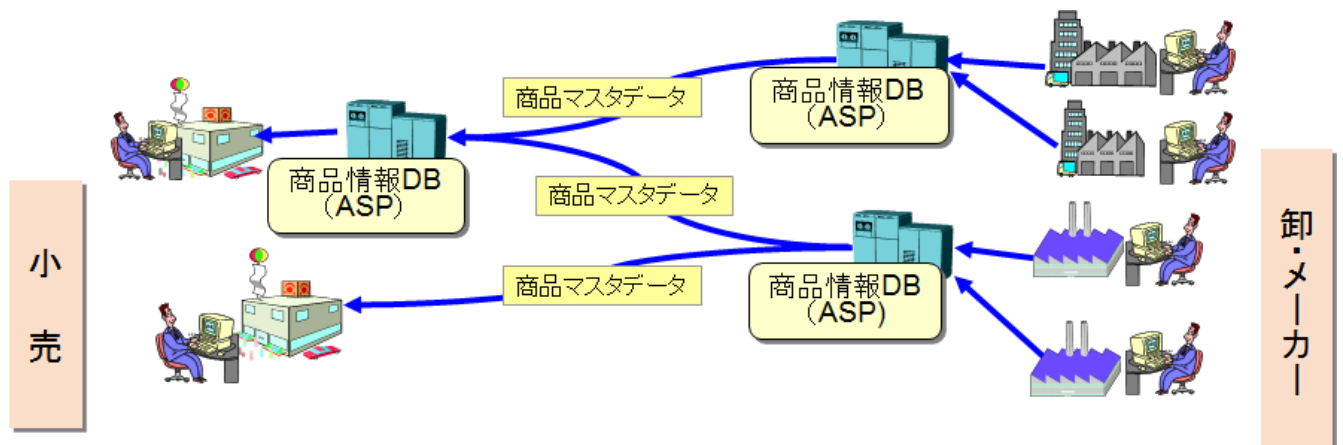 商品マスタデータ
商品情報DB
（ASP）
商品情報DB
（ASP）
商品マスタデータ
商品マスタデータ
商品情報DB
（ASP)
小売
卸・メーカー